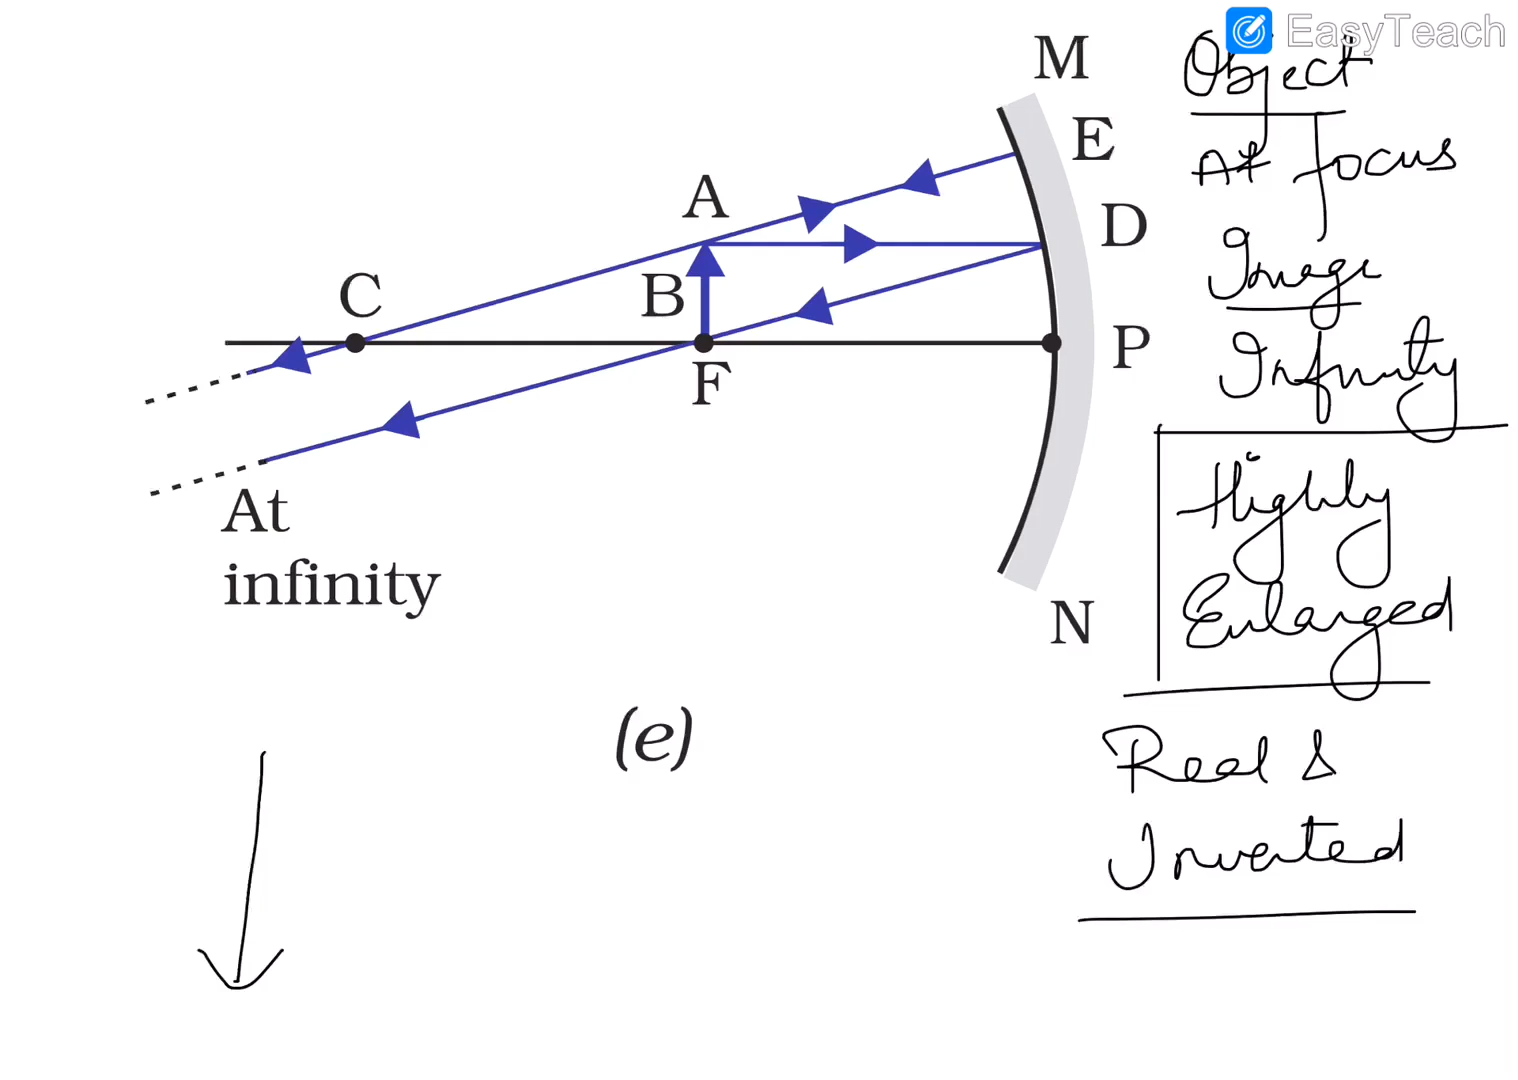 EasyTeach
M
Object
E
At focus
A
D
Image
C
B
P
Infinity
F
Highly
At
infinity
Enlarged
N
(e)
Real &
Inverted